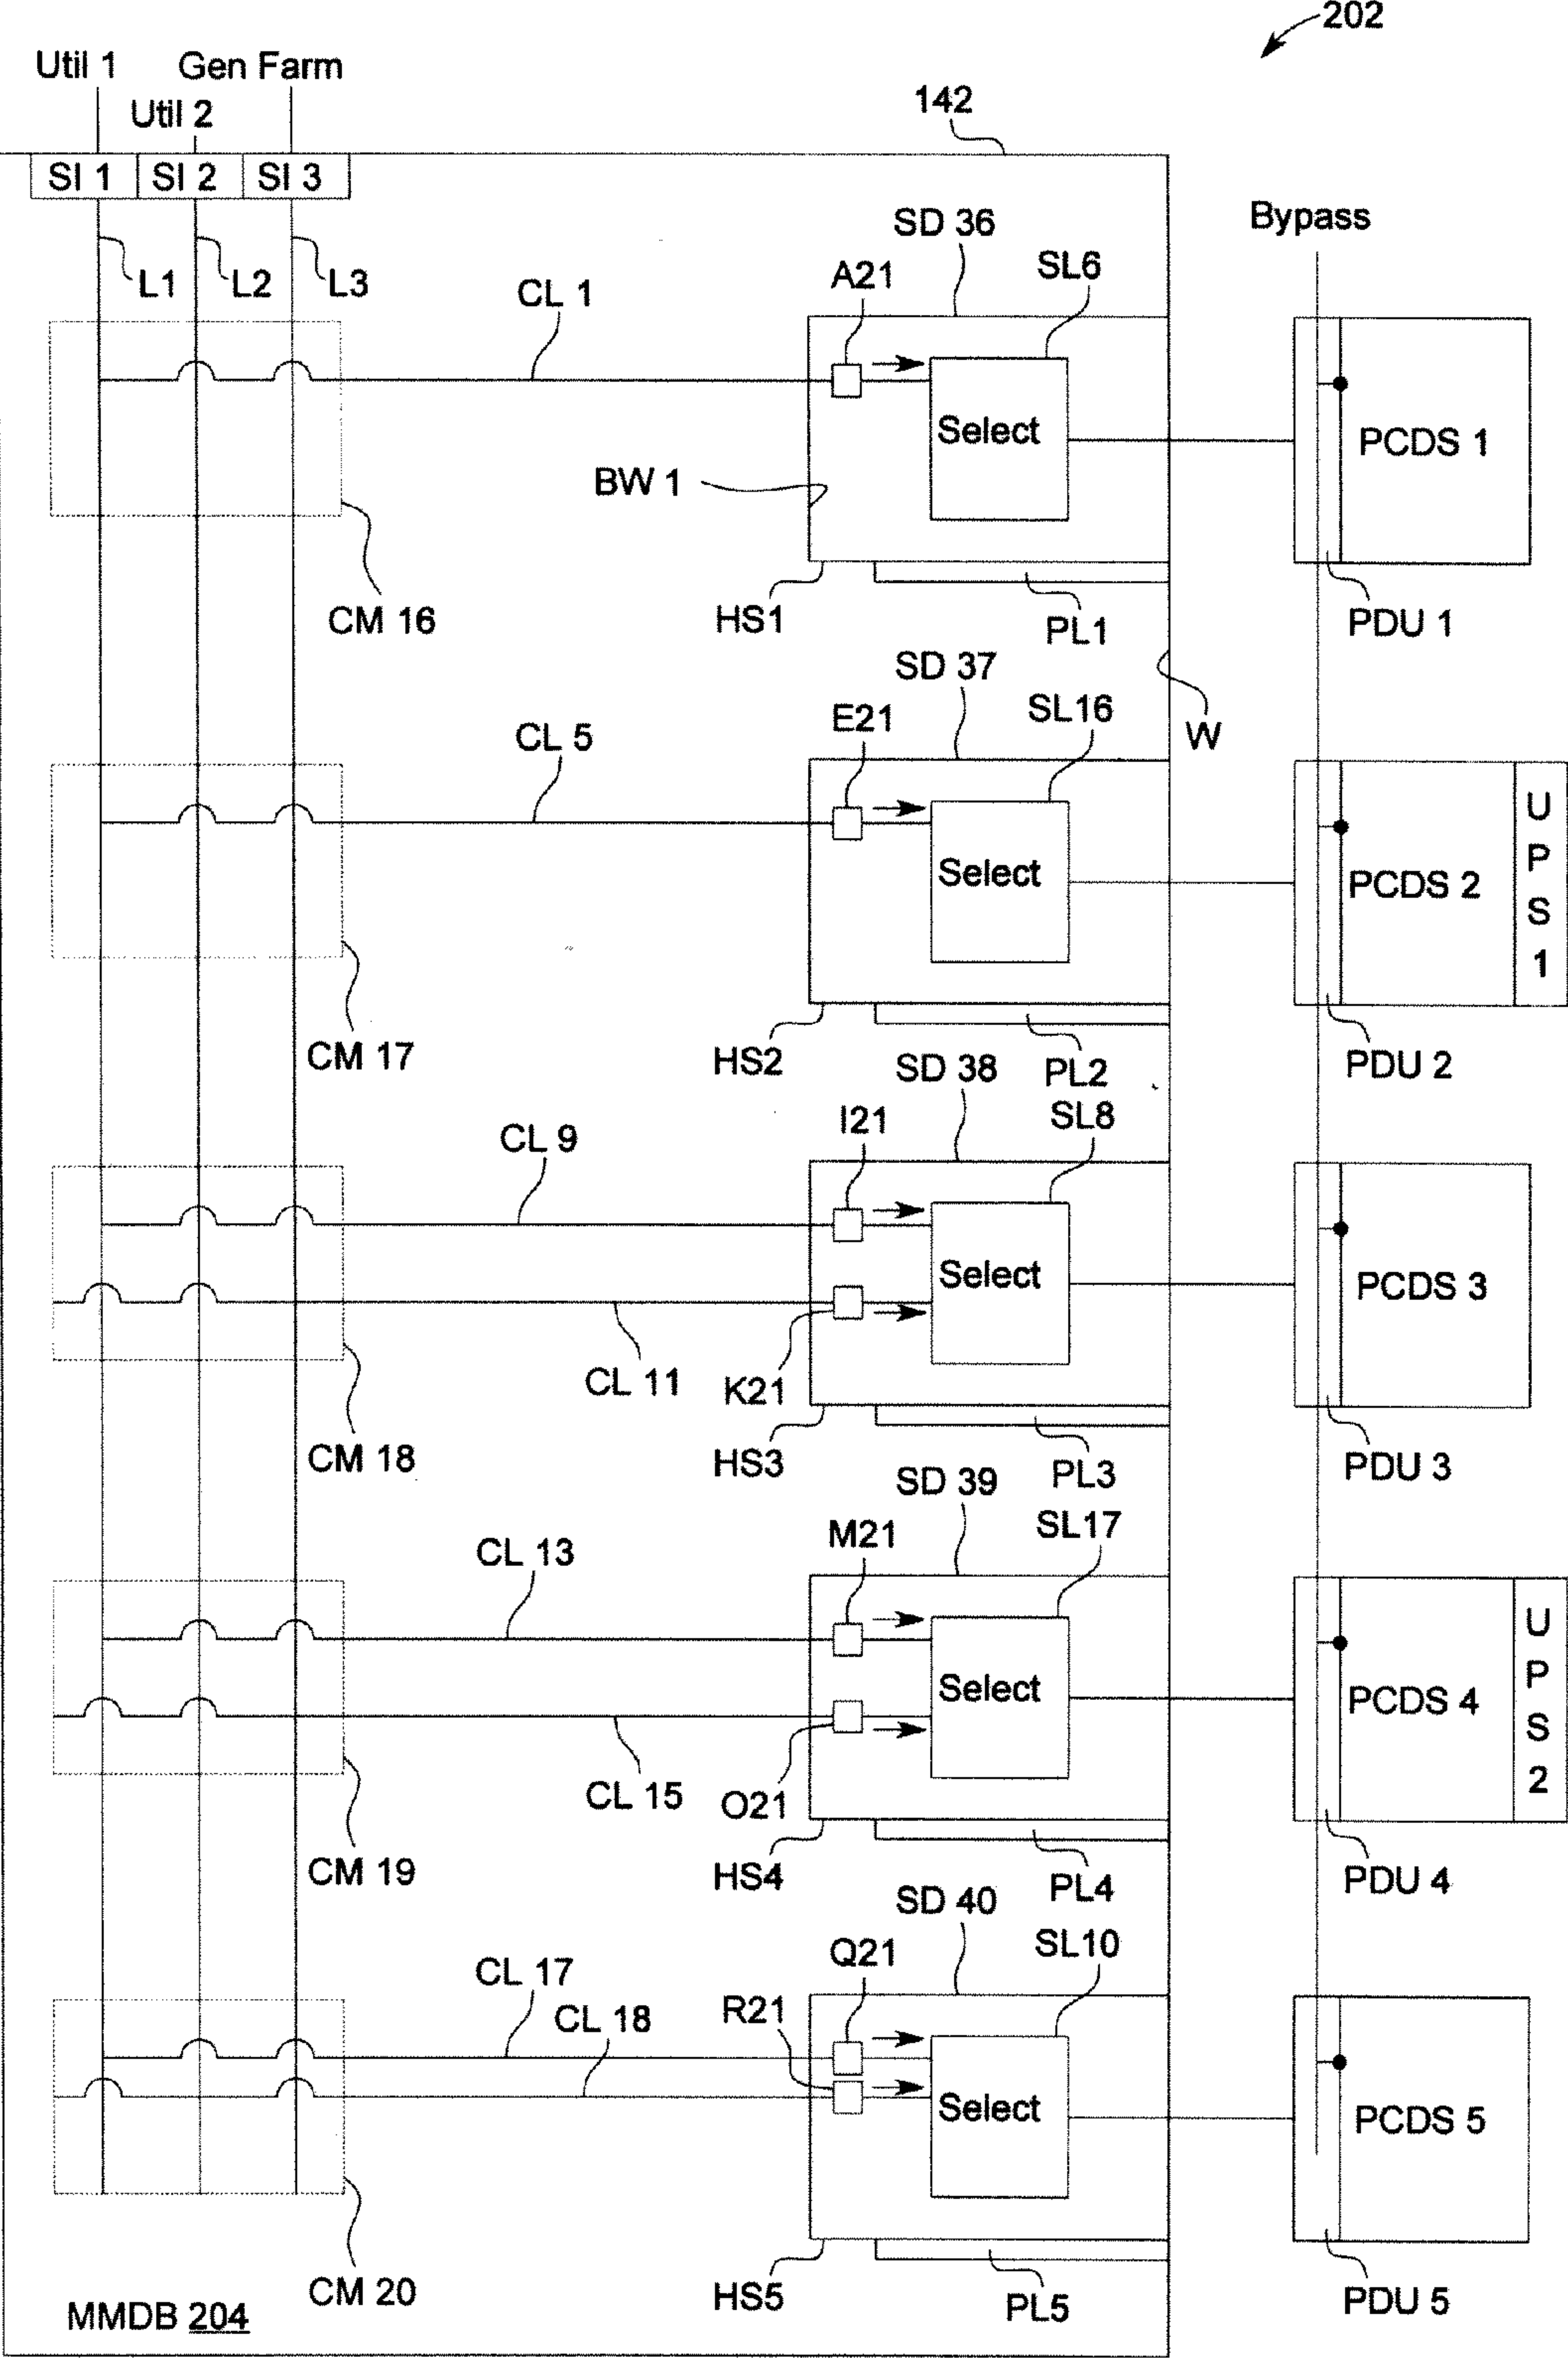 202
Util 1
Gen Farm
Util 2
142
SI 1
SI 2
SI 3
Bypass
SD 36
SL6
A21
L1
L2
L3
CL 1
Select
PCDS 1
BW 1
CM 16
HS1
PL1
PDU 1
SD 37
SL16
E21
W
CL 5
Select
PCDS 2
UPS1
CM 17
HS2
PL2
PDU 2
SD 38
SL8
I21
CL 9
Select
PCDS 3
CL 11
K21
CM 18
HS3
PL3
PDU 3
SD 39
SL17
M21
CL 13
Select
PCDS 4
UPS2
CL 15
O21
CM 19
HS4
PL4
PDU 4
SD 40
SL10
Q21
CL 17
R21
CL 18
Select
PCDS 5
CM 20
HS5
PL5
PDU 5
MMDB 204